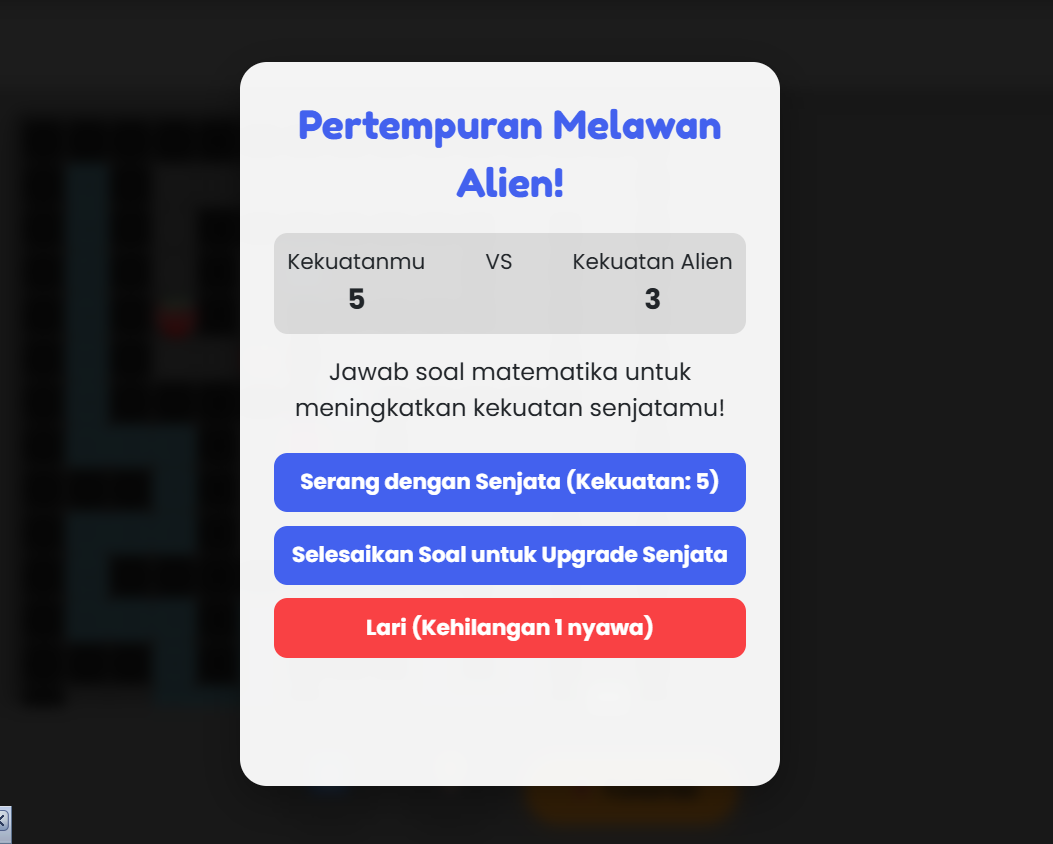 Pertempuran Melawan
Alien!
Kekuatanmu VS Kekuatan Alien
5 3
Jawab soal matematika untuk
meningkatkan kekuatan senjatamu!
Serang dengan Senjata (Kekuatan: 5)
Selesaikan Soal untuk Upgrade Senjata
Lari (Kehilangan 1 nyawa)